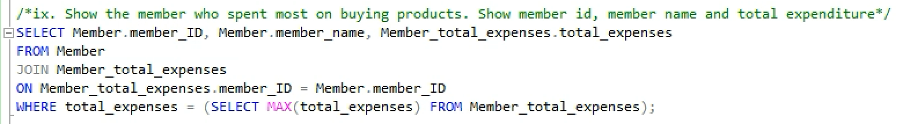 /*ix. Show the member who spent most on buying products. Show member id, member name and total expenditure*/
SELECT Member.member_ID, Member.member_name, Member_total_expenses.total_expenses
FROM Member
JOIN Member_total_expenses
ON Member_total_expenses.member_ID = Member.member_ID
WHERE total_expenses = (SELECT MAX(total_expenses) FROM Member_total_expenses);